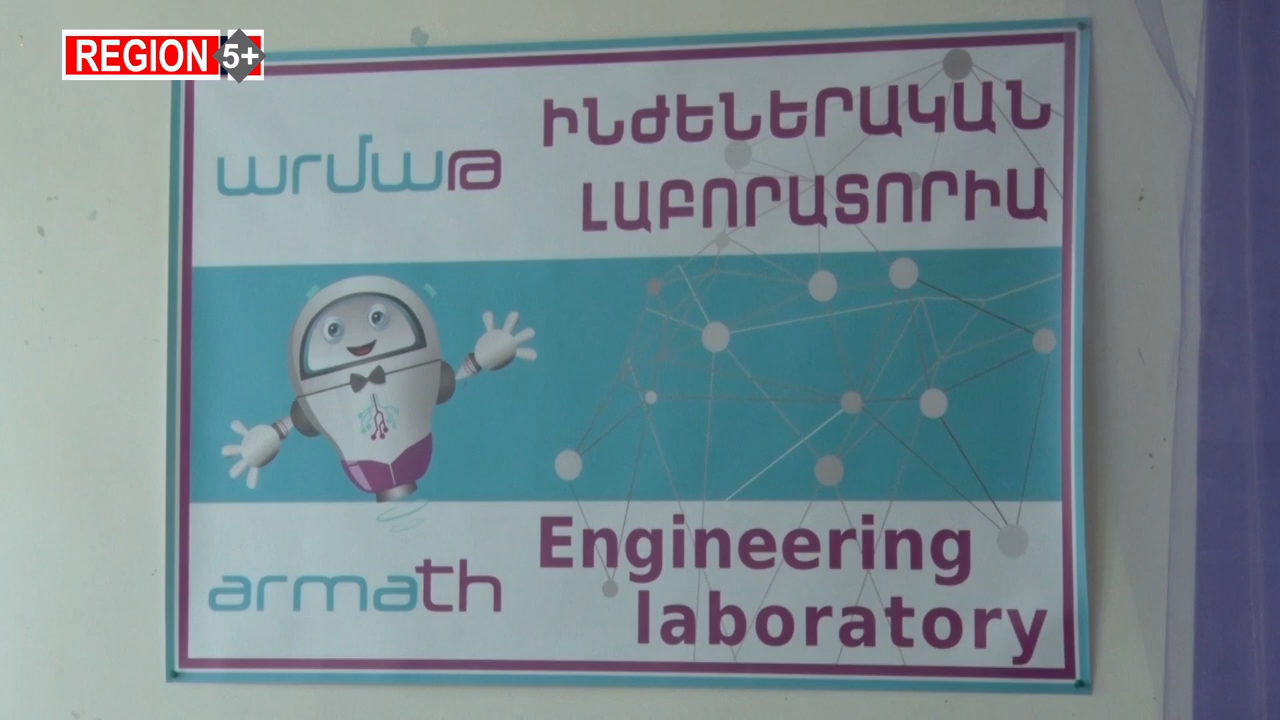 REGION 5+
արմաթ
ԻՆԺԵՆԵՐԱԿԱՆ
ԼԱԲՈՐԱՏՈՐԻԱ
armath
Engineering
laboratory